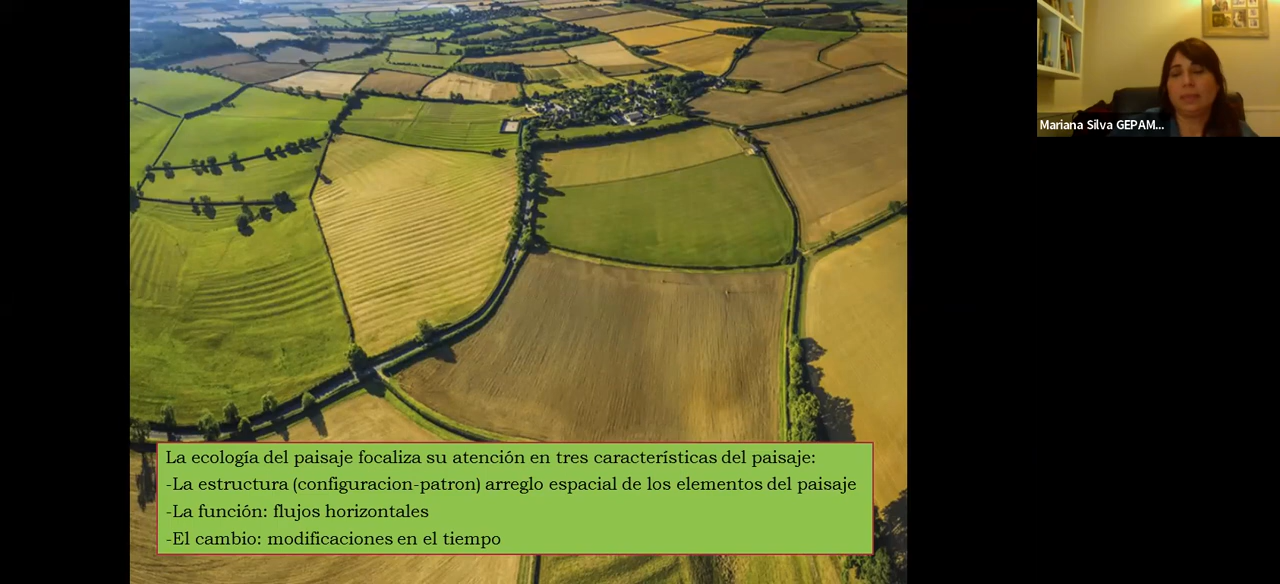 Mariana Silva GEPAM...
La ecología del paisaje focaliza su atención en tres características del paisaje:
-La estructura (configuracion-patron) arreglo espacial de los elementos del paisaje
-La función: flujos horizontales
-El cambio: modificaciones en el tiempo